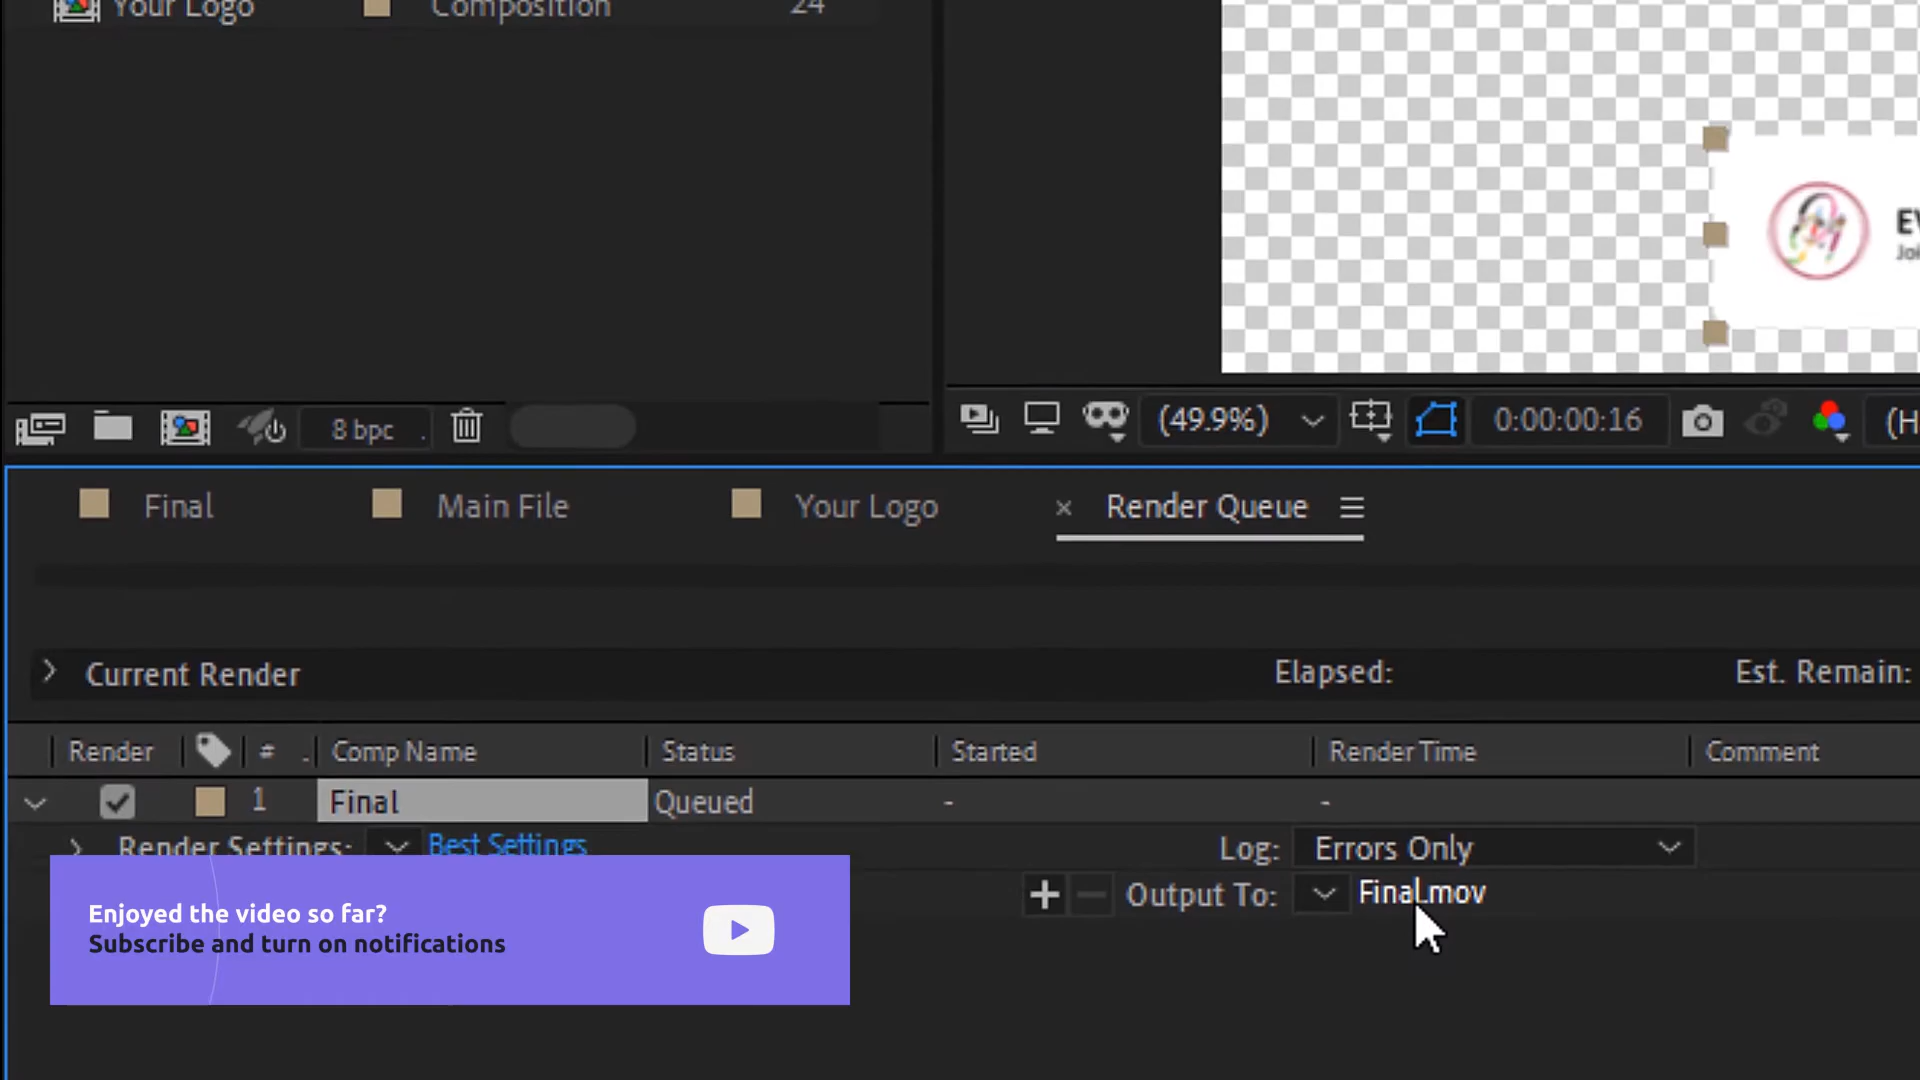 Your Logo Composition 24
EV
Joh
8 bpc
(49.9%) 0:00:00:16 (H
Final Main File Your Logo × Render Queue
Current Render Elapsed: Est. Remain:
Render # . Comp Name Status Started Render Time Comment
1 Final Queued - -
Render Settings: Best Settings Log: Errors Only
Output To: Final.mov
Enjoyed the video so far?
Subscribe and turn on notifications